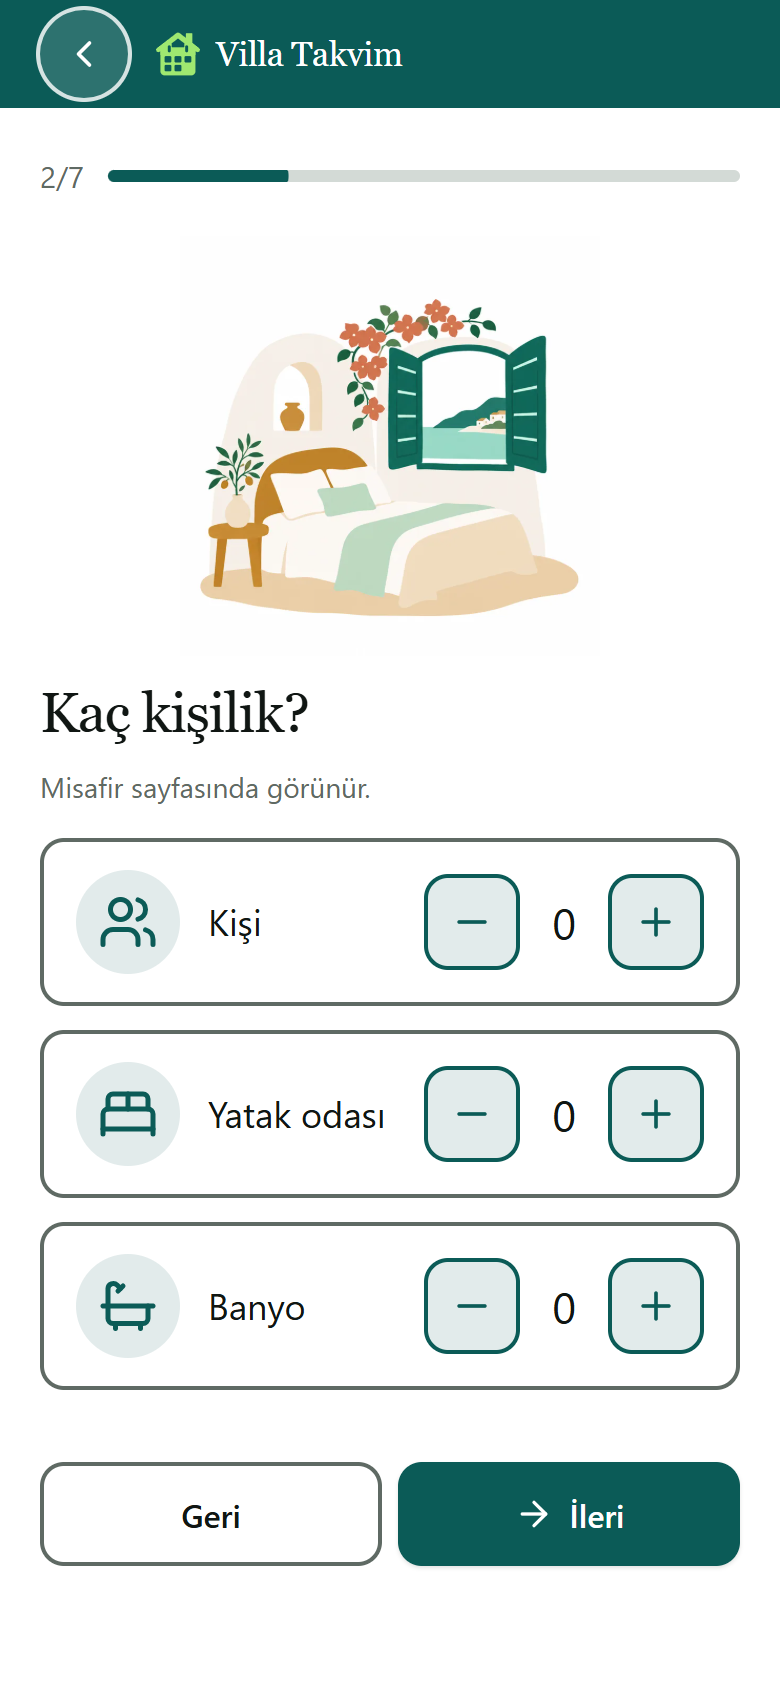 Villa Takvim
2/7
Kaç kişilik?
Misafir sayfasında görünür.
Kişi
0
Yatak odası
0
Banyo
0
Geri
İleri